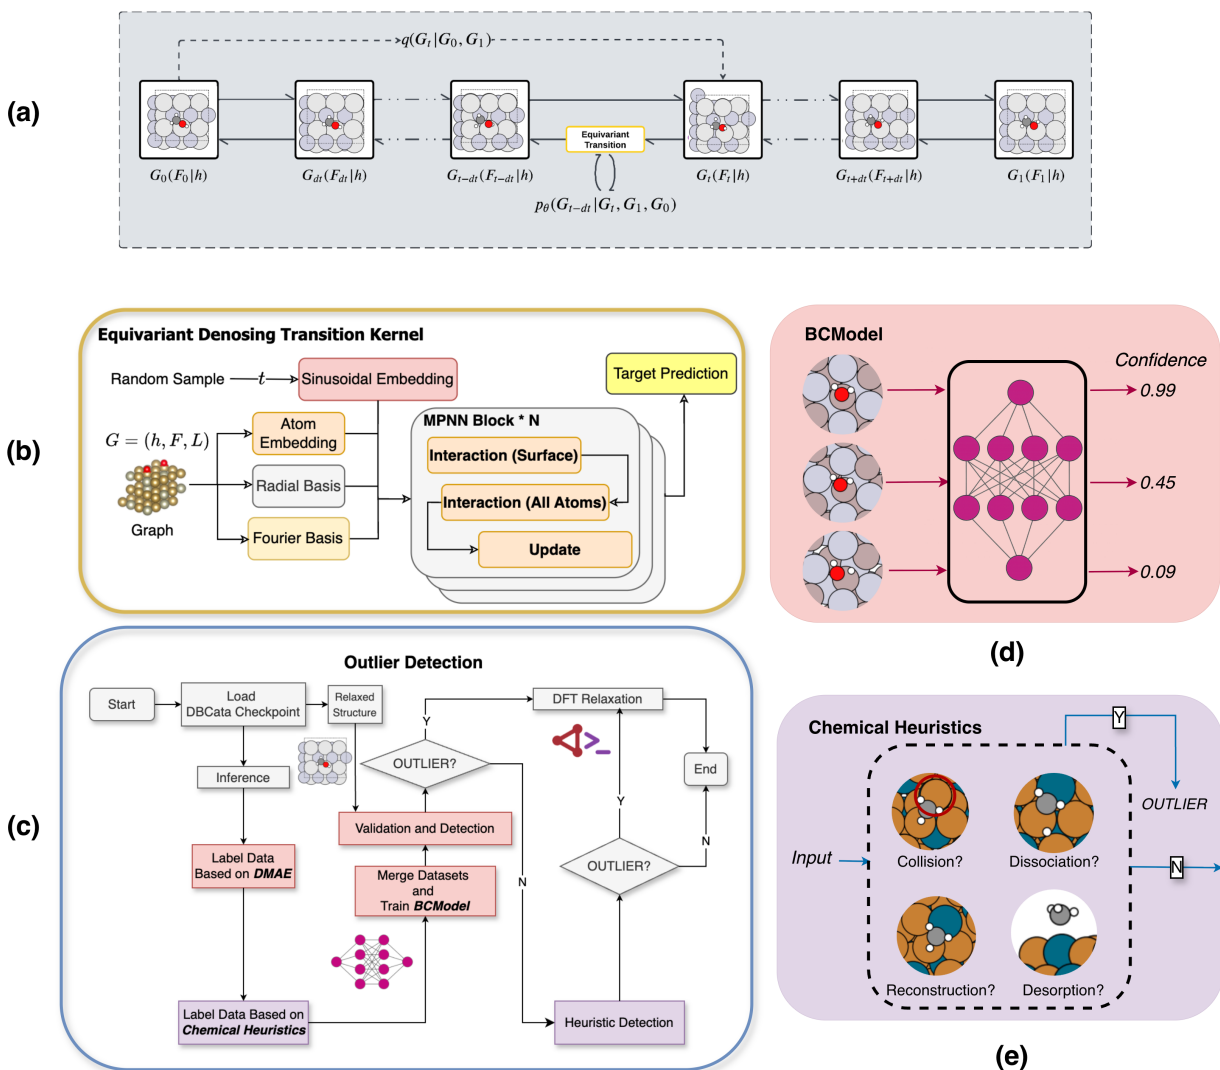 (a)
q(G_t|G_0, G_1)
Equivariant
Transition
G_0(F_0|h)
G_dt(F_dt|h)
G_t−dt(F_t−dt|h)
G_t(F_t|h)
G_t+dt(F_t+dt|h)
G_1(F_1|h)
p_θ(G_t−dt|G_t, G_1, G_0)
(b)
Equivariant Denosing Transition Kernel
Random Sample
t
Sinusoidal Embedding
Target Prediction
G = (h, F, L)
Atom
Embedding
Radial Basis
Fourier Basis
Graph
MPNN Block * N
Interaction (Surface)
Interaction (All Atoms)
Update
BCModel
Confidence
0.99
0.45
0.09
(d)
(c)
Outlier Detection
Start
Load
DBCata Checkpoint
Relaxed
Structure
Inference
Label Data
Based on DMAE
Label Data Based on
Chemical Heuristics
Merge Datasets
and
Train BCModel
Validation and Detection
OUTLIER?
Y
N
DFT Relaxation
Heuristic Detection
OUTLIER?
Y
N
End
Chemical Heuristics
Input
Collision?
Dissociation?
Reconstruction?
Desorption?
Y
OUTLIER
N
(e)